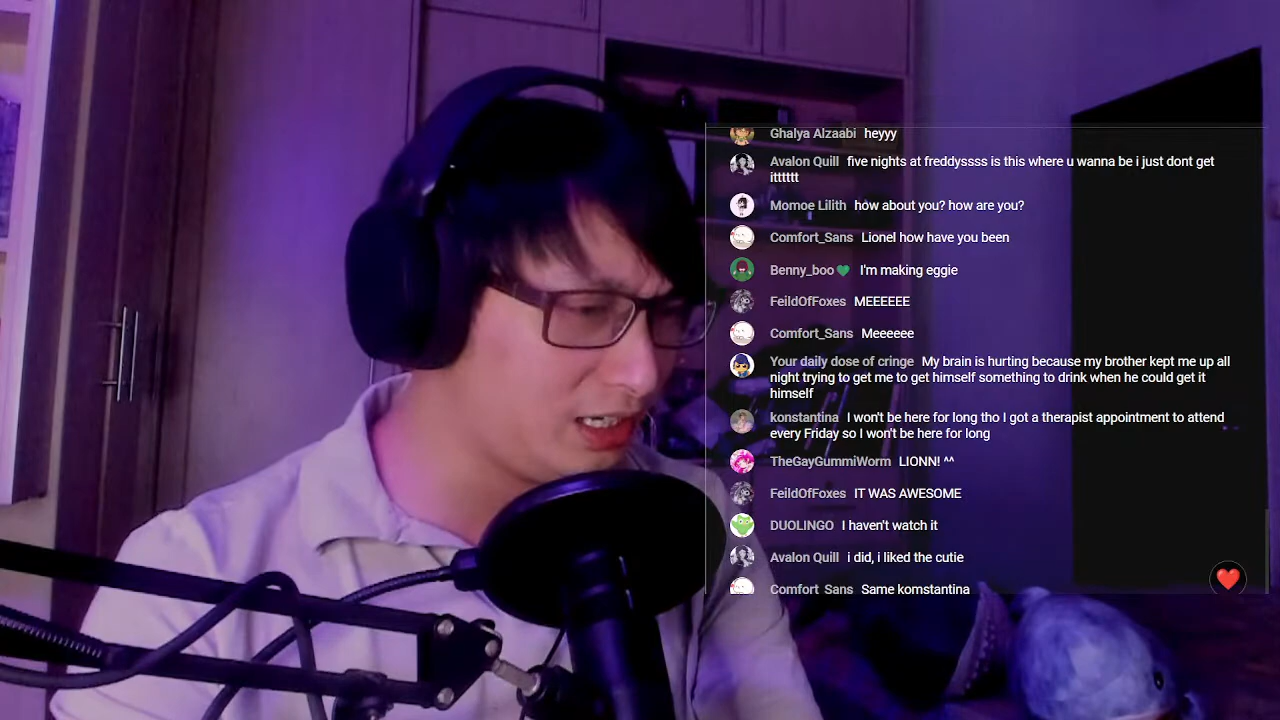 Ghalya Alzaabi heyyy
Avalon Quill five nights at freddyssss is this where u wanna be i just dont get
itttttt
Momoe Lilith how about you? how are you?
Comfort_Sans Lionel how have you been
Benny_boo💚 I'm making eggie
FeildOfFoxes MEEEEEE
Comfort_Sans Meeeeee
Your daily dose of cringe My brain is hurting because my brother kept me up all
night trying to get me to get himself something to drink when he could get it
himself
konstantina I won't be here for long tho I got a therapist appointment to attend
every Friday so I won't be here for long
TheGayGummiWorm LIONN! ^^
FeildOfFoxes IT WAS AWESOME
DUOLINGO I haven't watch it
Avalon Quill i did, i liked the cutie
Comfort_Sans Same komstantina